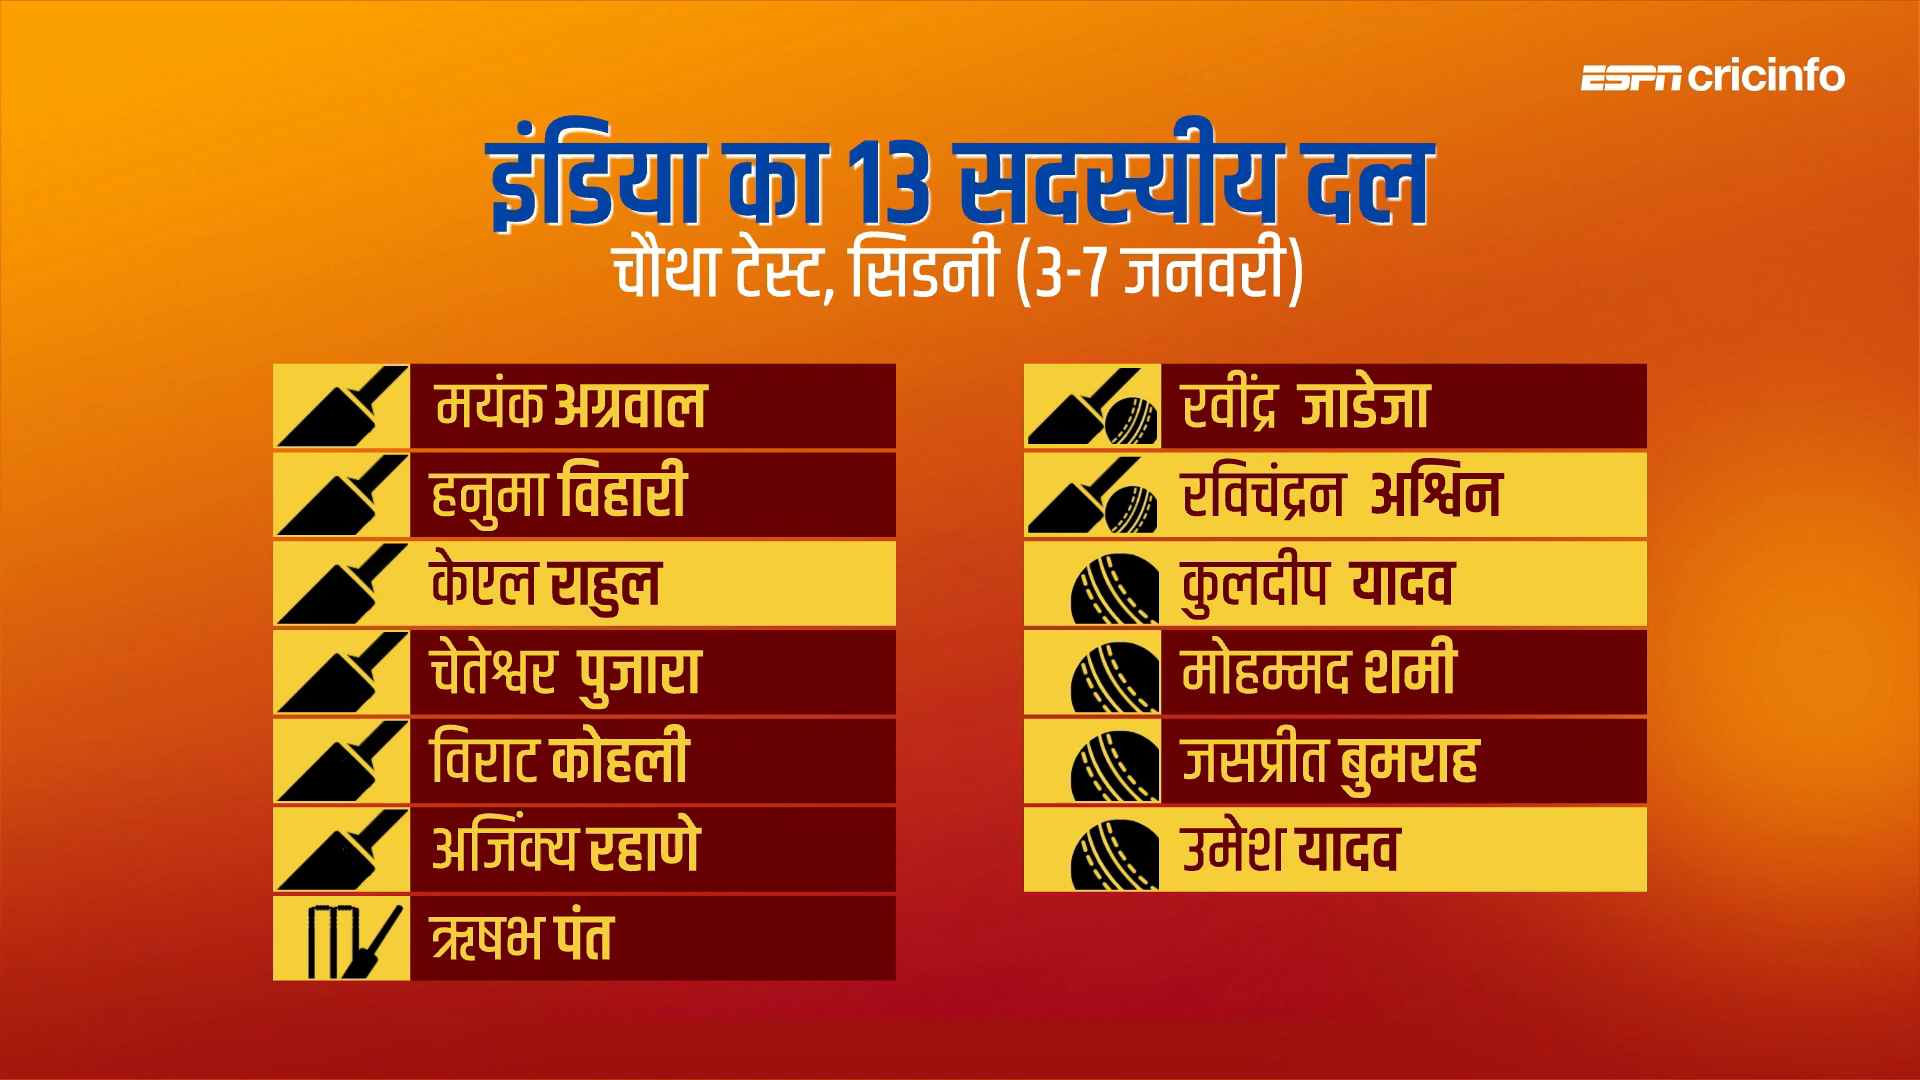 ESPN cricinfo
इंडिया का 13 सदस्यीय दल
चौथा टेस्ट, सिडनी (3-7 जनवरी)
मयंक अग्रवाल
हनुमा विहारी
केएल राहुल
चेतेश्वर पुजारा
विराट कोहली
अजिंक्य रहाणे
ऋषभ पंत
रवींद्र जाडेजा
रविचंद्रन अश्विन
कुलदीप यादव
मोहम्मद शमी
जसप्रीत बुमराह
उमेश यादव